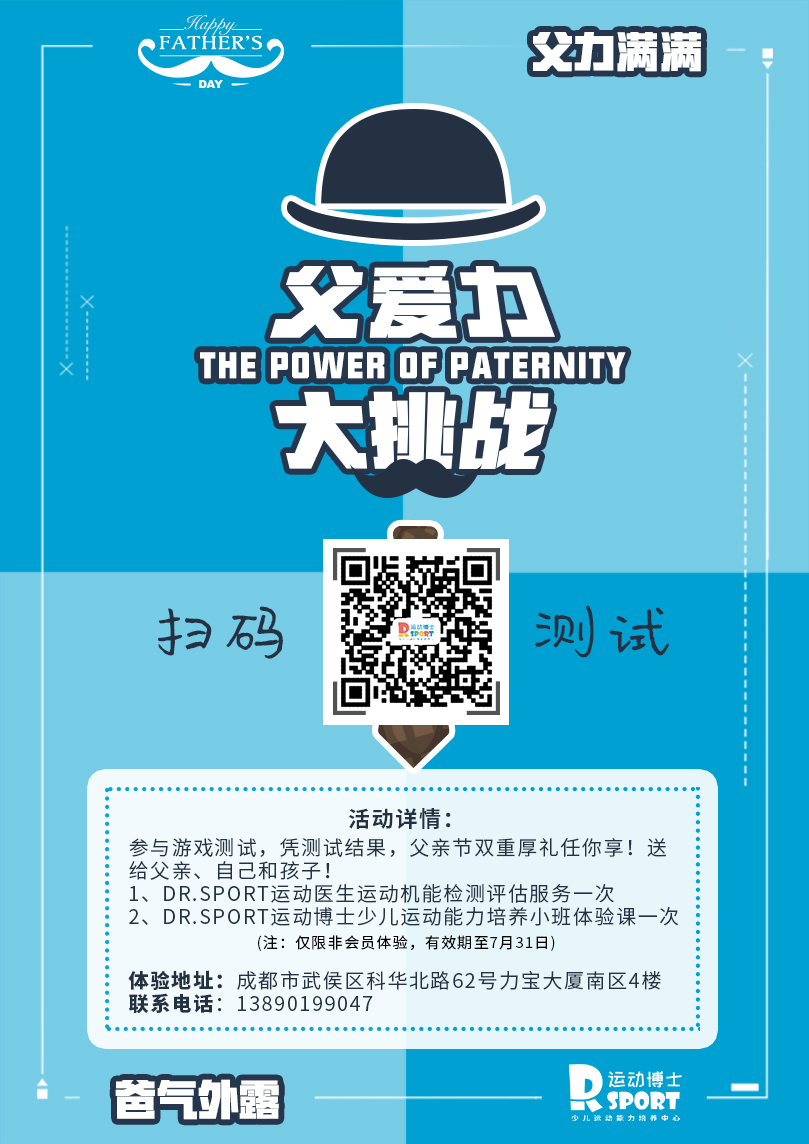 Happy
FATHER'S
DAY
父力满满
父爱力
THE POWER OF PATERNITY
大挑战
扫码
测试
运动博士
SPORT
活动详情：
参与游戏测试，凭测试结果，父亲节双重厚礼任你享！送
给父亲、自己和孩子！
1、DR.SPORT运动医生运动机能检测评估服务一次
2、DR.SPORT运动博士少儿运动能力培养小班体验课一次
(注：仅限非会员体验，有效期至7月31日)
体验地址：成都市武侯区科华北路62号力宝大厦南区4楼
联系电话：13890199047
爸气外露
运动博士
DR SPORT
少儿运动能力培养中心